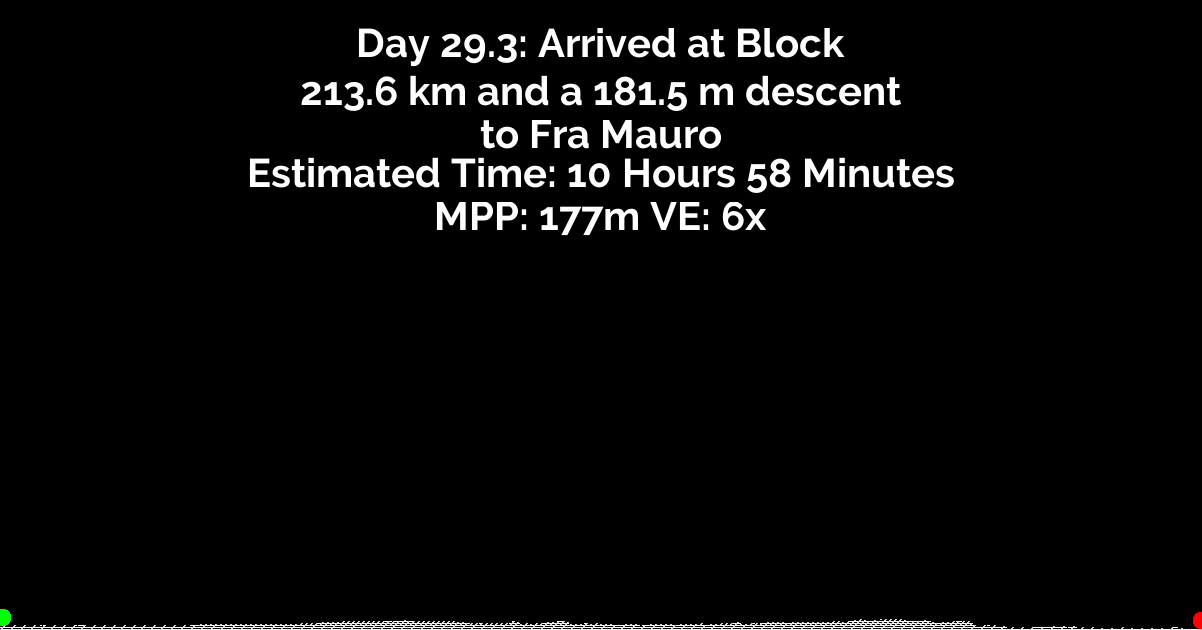 Day 29.3: Arrived at Block
213.6 km and a 181.5 m descent
to Fra Mauro
Estimated Time: 10 Hours 58 Minutes
MPP: 177m VE: 6x